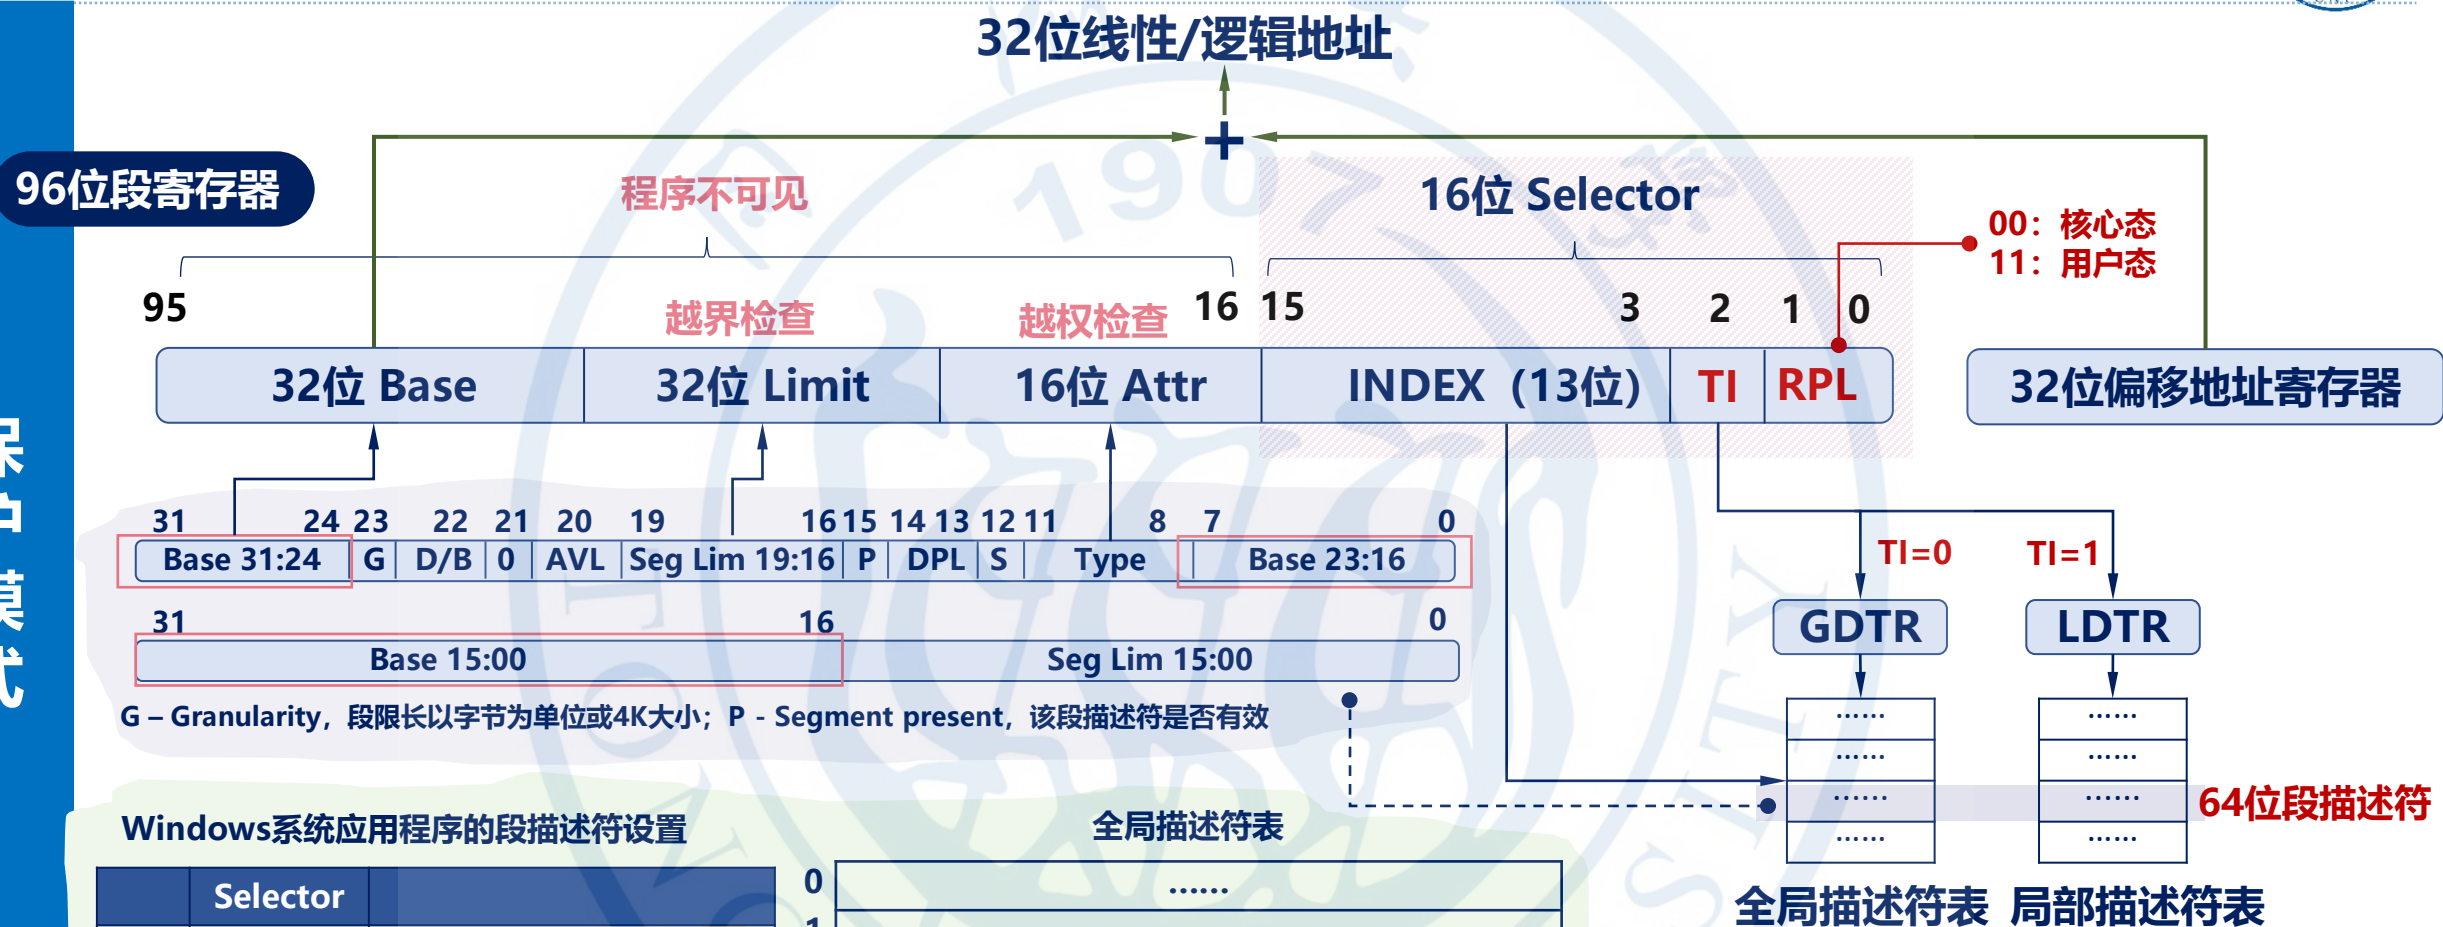 32位线性/逻辑地址
+
96位段寄存器
程序不可见
16位 Selector
00：核心态
11：用户态
95
越界检查
越权检查
16 15 3 2 1 0
32位 Base 32位 Limit 16位 Attr INDEX（13位） TI RPL
32位偏移地址寄存器
31 24 23 22 21 20 19 16 15 14 13 12 11 8 7 0
Base 31:24 G D/B 0 AVL Seg Lim 19:16 P DPL S Type Base 23:16
TI=0 TI=1
31 16 0
GDTR LDTR
Base 15:00 Seg Lim 15:00
G – Granularity，段限长以字节为单位或4K大小；P - Segment present，该段描述符是否有效
…… ……
…… ……
…… ……
…… ……
64位段描述符
全局描述符表 局部描述符表
保护模式
Windows系统应用程序的段描述符设置
Selector
全局描述符表
0 ……
1
1907